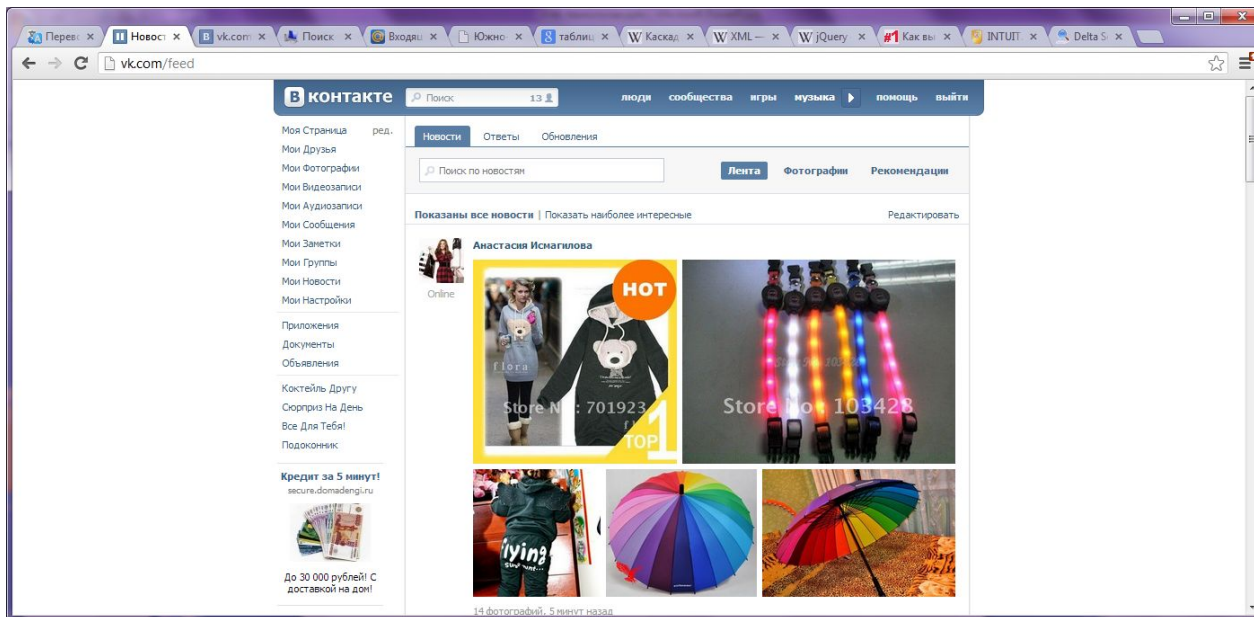 Новост
vk.com
Поиск
Южно
таблиц
Каскад
XML —
jQuery
#1 Как вы
INTUIT
Delta S
vk.com/feed
В контакте
Поиск 13
люди сообщества игры музыка помощь выйти
Моя Страница ред.
Мои Друзья
Мои Фотографии
Мои Видеозаписи
Мои Аудиозаписи
Мои Сообщения
Мои Заметки
Мои Группы
Мои Новости
Мои Настройки
Приложения
Документы
Объявления
Коктейль Другу
Сюрприз На День
Все Для Тебя!
Подоконник
Кредит за 5 минут!
secure.domadengi.ru
До 30 000 рублей! С
доставкой на дом!
Новости Ответы Обновления
Поиск по новостям
Лента Фотографии Рекомендации
Показаны все новости | Показать наиболее интересные
Редактировать
Анастасия Исмагилова
Online
HOT
flora
Store No : 701923
TOP 1
Store No : 103428
flying
14 фотографий, 5 минут назад